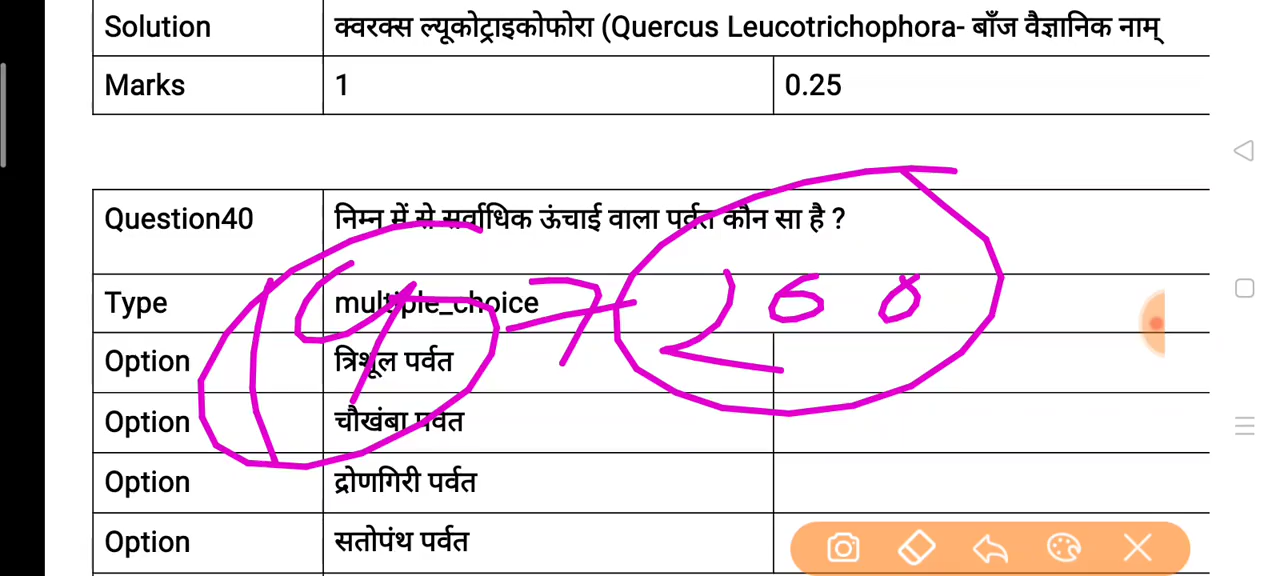 Solution क्वरक्स ल्यूकोट्राइकोफोरा (Quercus Leucotrichophora- बाँज वैज्ञानिक नाम्
Marks 1 0.25
Question40 निम्न में से सर्वाधिक ऊंचाई वाला पर्वत कौन सा है ?
Type multiple_choice
Option त्रिशूल पर्वत
Option चौखंबा पर्वत
Option द्रोणगिरी पर्वत
Option सतोपंथ पर्वत